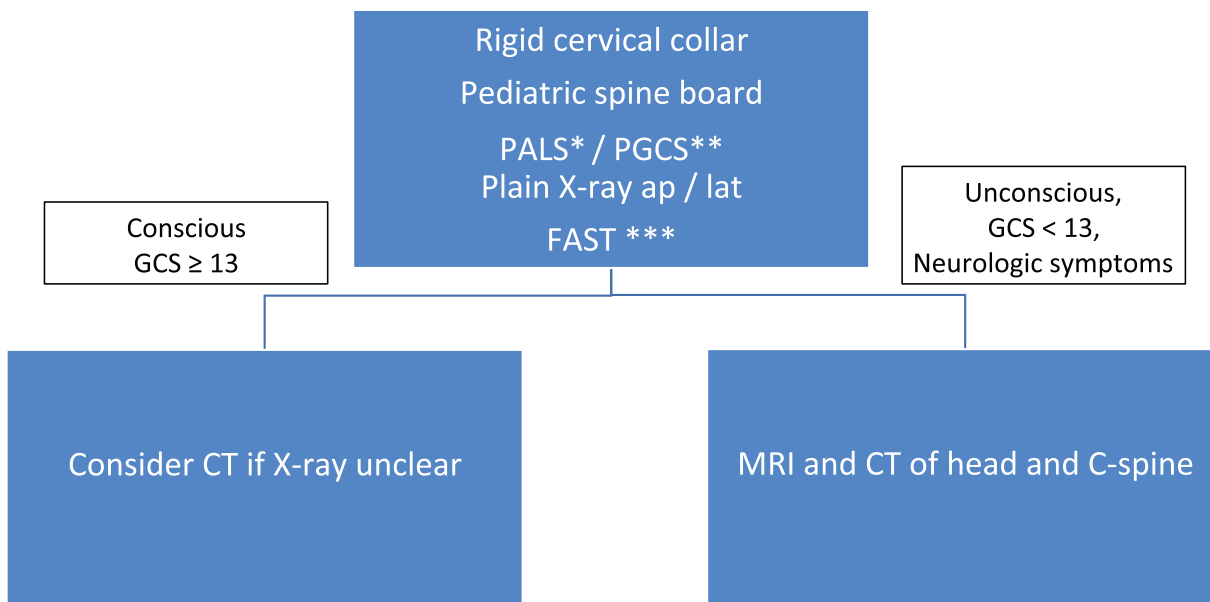 Rigid cervical collar
Pediatric spine board
PALS* / PGCS**
Plain X-ray ap / lat
FAST ***
Conscious
GCS ≥ 13
Unconscious,
GCS < 13,
Neurologic symptoms
Consider CT if X-ray unclear
MRI and CT of head and C-spine